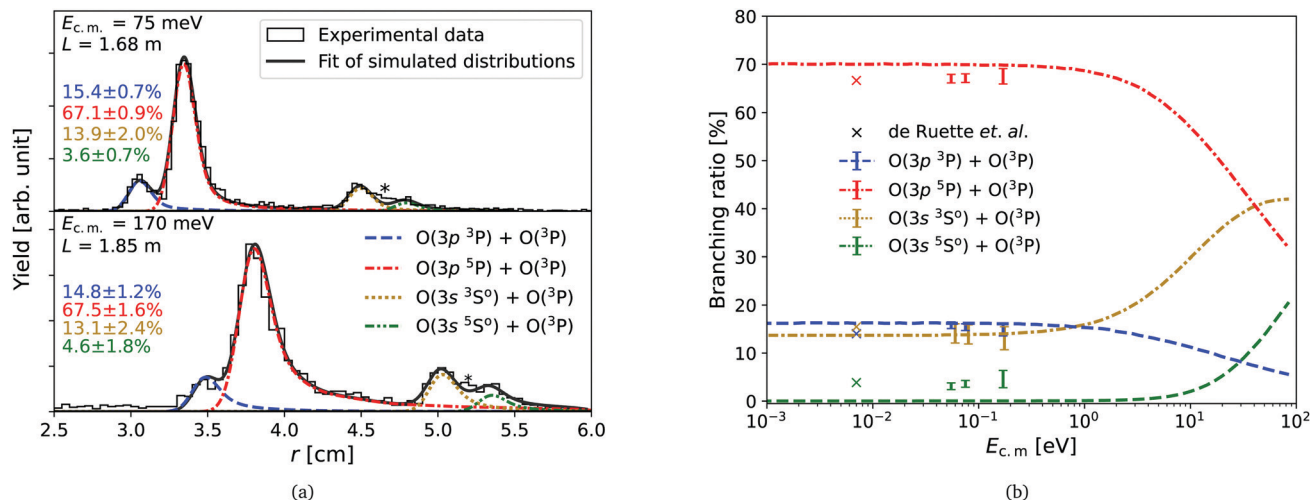 E_c.m. = 75 meV
L = 1.68 m
Experimental data
Fit of simulated distributions
15.4±0.7%
67.1±0.9%
13.9±2.0%
3.6±0.7%
*
E_c.m. = 170 meV
L = 1.85 m
O(3p ³P) + O(³P)
O(3p ⁵P) + O(³P)
O(3s ³Sᵒ) + O(³P)
O(3s ⁵Sᵒ) + O(³P)
14.8±1.2%
67.5±1.6%
13.1±2.4%
4.6±1.8%
*
Yield [arb. unit]
2.5 3.0 3.5 4.0 4.5 5.0 5.5 6.0
r [cm]
(a)
Branching ratio [%]
80
70
60
50
40
30
20
10
0
de Ruette et. al.
O(3p ³P) + O(³P)
O(3p ⁵P) + O(³P)
O(3s ³Sᵒ) + O(³P)
O(3s ⁵Sᵒ) + O(³P)
10⁻³ 10⁻² 10⁻¹ 10⁰ 10¹ 10²
E_c.m [eV]
(b)